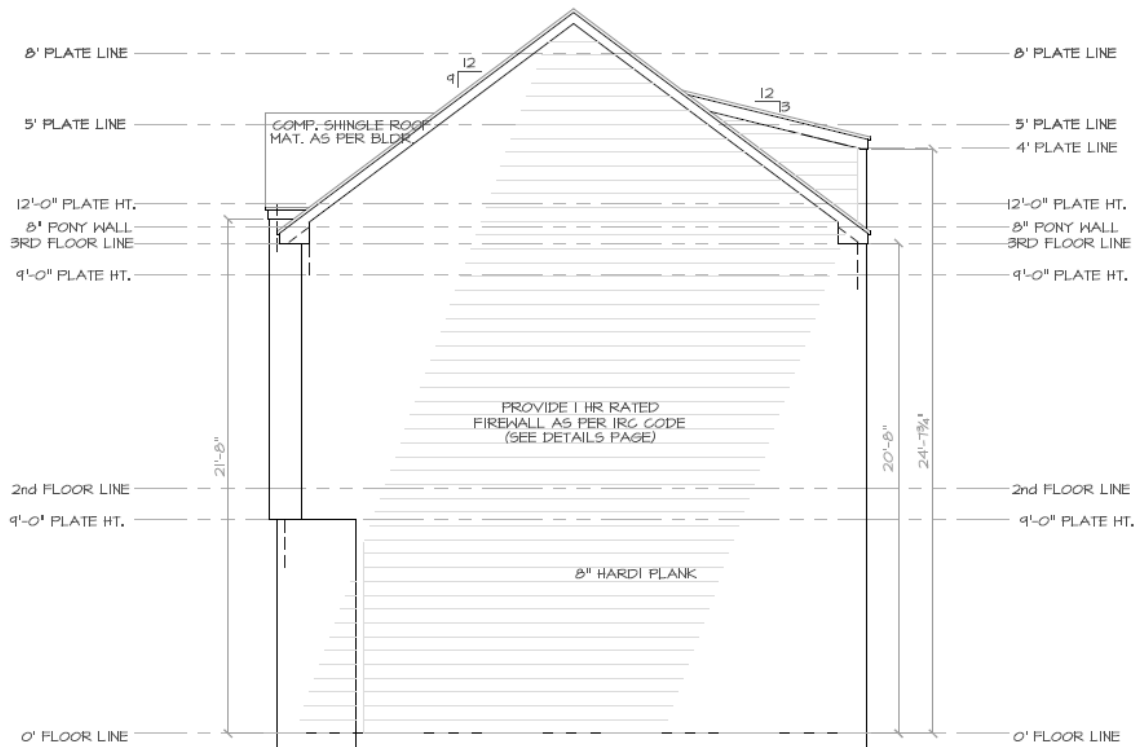 8' PLATE LINE
8' PLATE LINE
12
9
12
3
5' PLATE LINE
COMP. SHINGLE ROOF
MAT. AS PER BLDR.
5' PLATE LINE
4' PLATE LINE
12'-0" PLATE HT.
12'-0" PLATE HT.
8" PONY WALL
8" PONY WALL
3RD FLOOR LINE
3RD FLOOR LINE
9'-0" PLATE HT.
9'-0" PLATE HT.
PROVIDE 1 HR RATED
FIREWALL AS PER IRC CODE
(SEE DETAILS PAGE)
21'-8"
20'-8"
24'-7¾"
2nd FLOOR LINE
2nd FLOOR LINE
9'-0" PLATE HT.
9'-0" PLATE HT.
8" HARDI PLANK
0' FLOOR LINE
0' FLOOR LINE